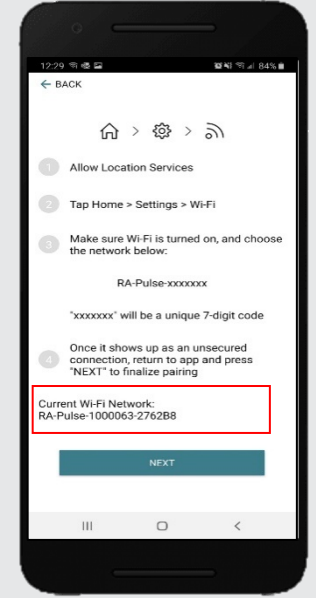 12:29 84%
← BACK
1 Allow Location Services
2 Tap Home > Settings > Wi-Fi
3 Make sure Wi-Fi is turned on, and choose
the network below:
RA-Pulse-xxxxxxx
"xxxxxxx" will be a unique 7-digit code
4 Once it shows up as an unsecured
connection, return to app and press
"NEXT" to finalize pairing
Current Wi-Fi Network:
RA-Pulse-1000063-2762B8
NEXT